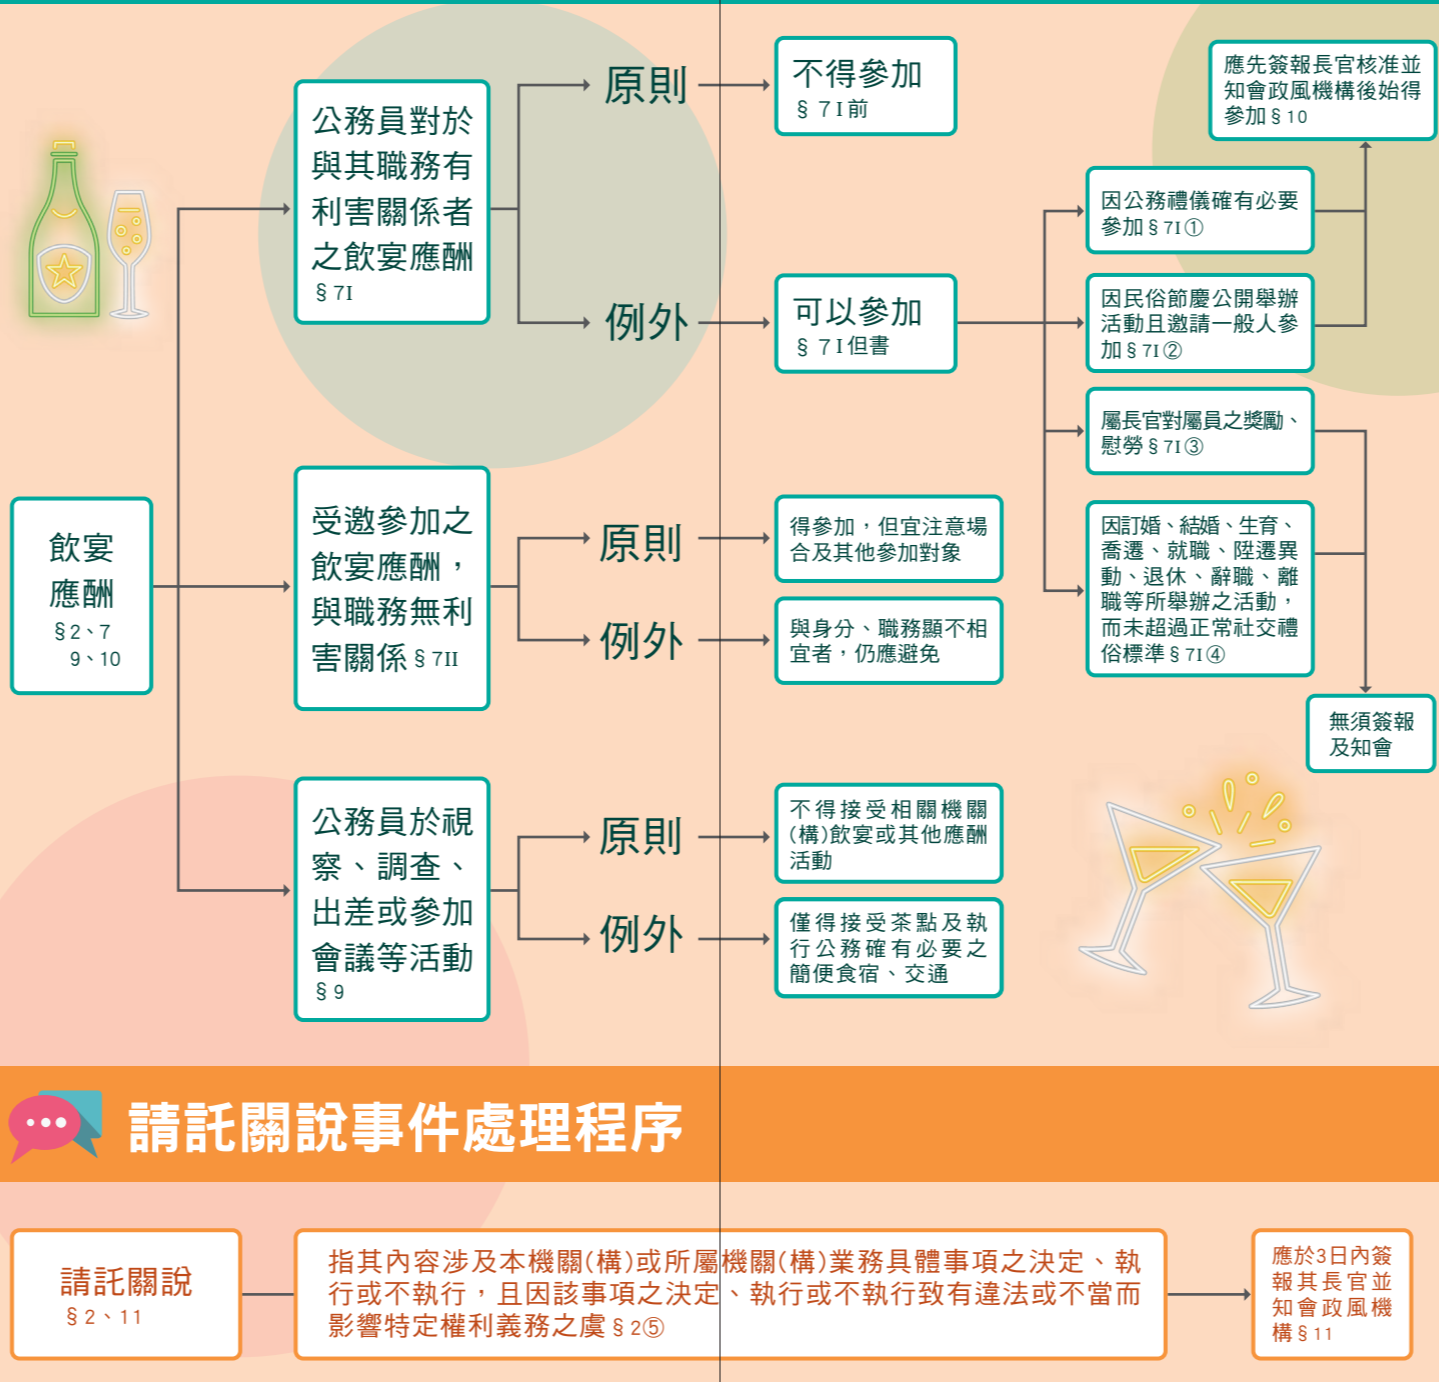 飲宴
應酬
§2、7
9、10
公務員對於
與其職務有
利害關係者
之飲宴應酬
§ 7I
原則
不得參加
§ 7I前
例外
可以參加
§ 7I但書
因公務禮儀確有必要
參加§7I①
因民俗節慶公開舉辦
活動且邀請一般人參
加§7I②
應先簽報長官核准並
知會政風機構後始得
參加§10
屬長官對屬員之獎勵、
慰勞§7I③
因訂婚、結婚、生育、
喬遷、就職、陞遷異
動、退休、辭職、離
職等所舉辦之活動，
而未超過正常社交禮
俗標準§7I④
無須簽報
及知會
受邀參加之
飲宴應酬，
與職務無利
害關係§7II
原則
得參加，但宜注意場
合及其他參加對象
例外
與身分、職務顯不相
宜者，仍應避免
公務員於視
察、調查、
出差或參加
會議等活動
§9
原則
不得接受相關機關
(構)飲宴或其他應酬
活動
例外
僅得接受茶點及執
行公務確有必要之
簡便食宿、交通
請託關說事件處理程序
請託關說
§2、11
指其內容涉及本機關(構)或所屬機關(構)業務具體事項之決定、執
行或不執行，且因該事項之決定、執行或不執行致有違法或不當而
影響特定權利義務之虞§2⑤
應於3日內簽
報其長官並
知會政風機
構§11